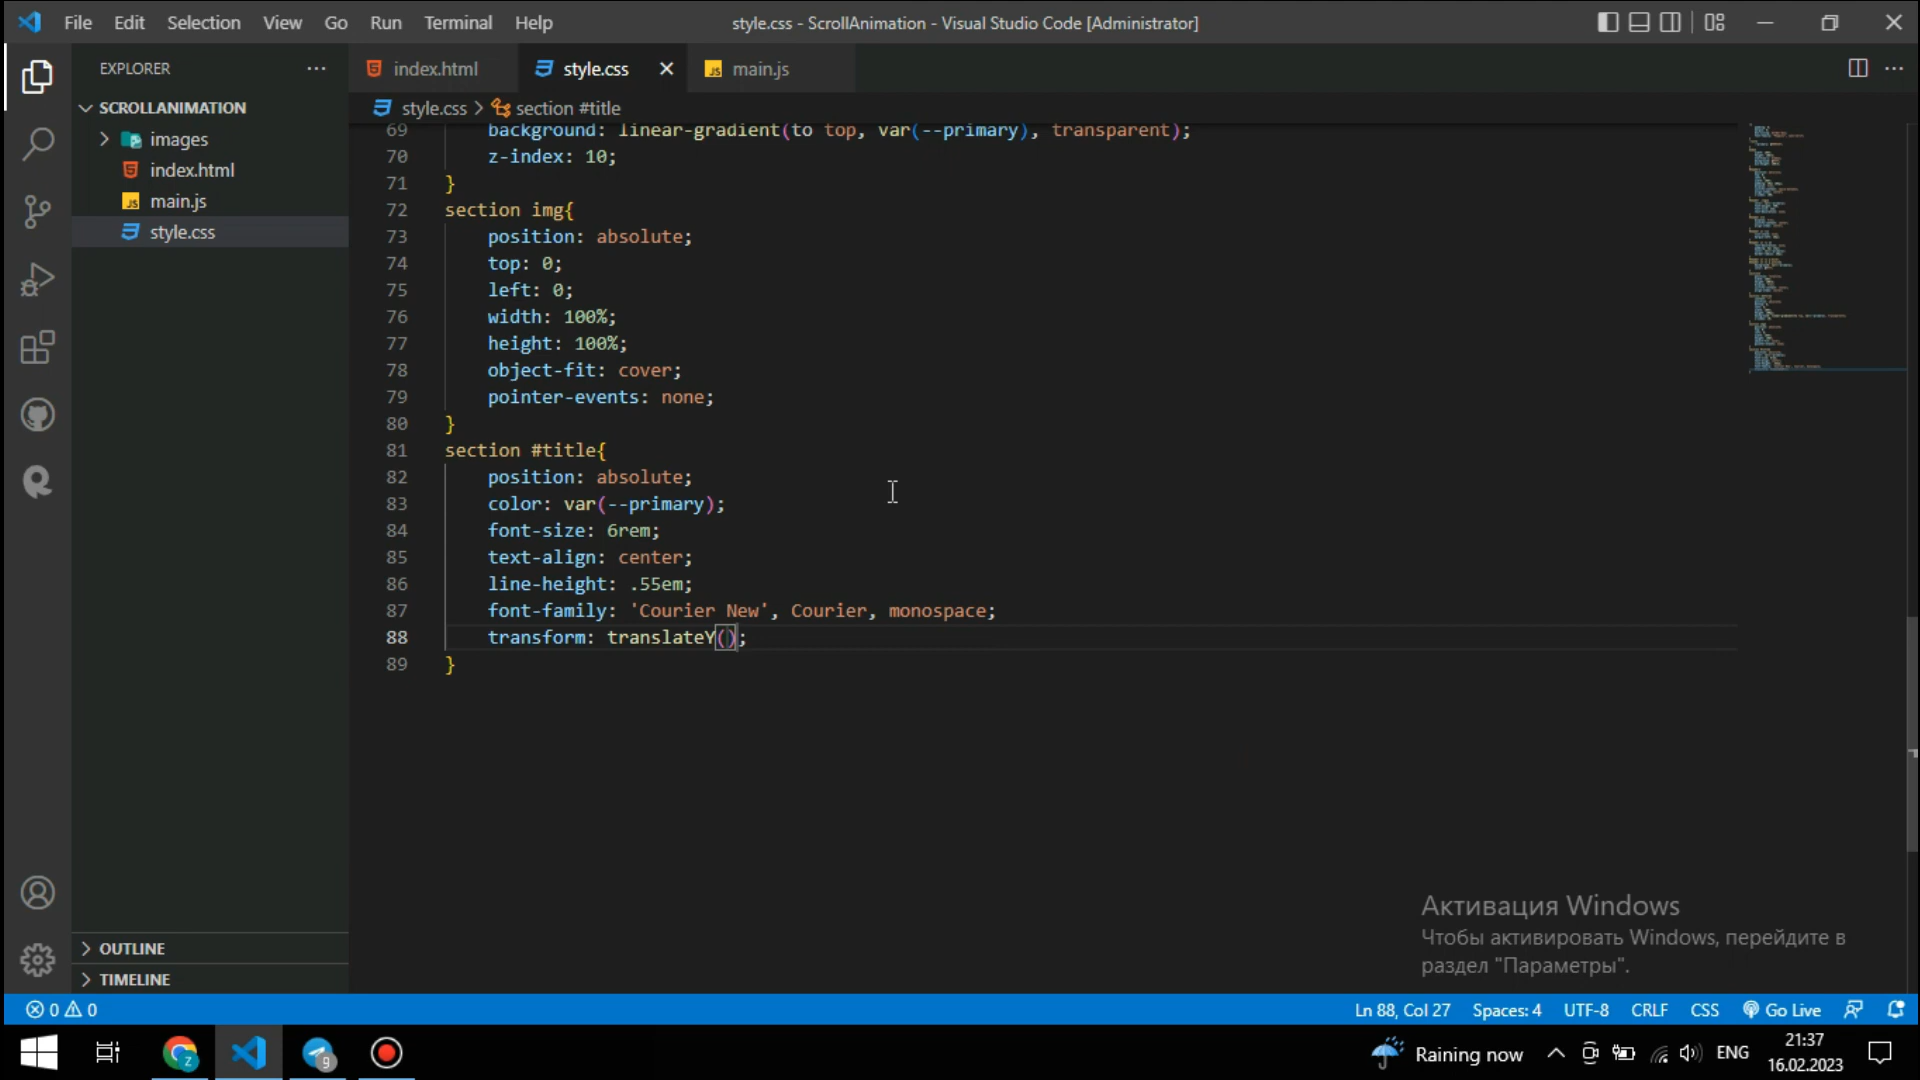 File Edit Selection View Go Run Terminal Help
style.css - ScrollAnimation - Visual Studio Code [Administrator]
EXPLORER
index.html
style.css
main.js
SCROLLANIMATION
images
index.html
main.js
style.css
style.css > section #title
69 background: linear-gradient(to top, var(--primary), transparent);
70 z-index: 10;
71 }
72 section img{
73 position: absolute;
74 top: 0;
75 left: 0;
76 width: 100%;
77 height: 100%;
78 object-fit: cover;
79 pointer-events: none;
80 }
81 section #title{
82 position: absolute;
83 color: var(--primary);
84 font-size: 6rem;
85 text-align: center;
86 line-height: .55em;
87 font-family: 'Courier New', Courier, monospace;
88 transform: translateY();
89 }
OUTLINE
TIMELINE
Активация Windows
Чтобы активировать Windows, перейдите в
раздел "Параметры".
0 0
Ln 88, Col 27 Spaces: 4 UTF-8 CRLF CSS Go Live
Raining now
ENG
21:37
16.02.2023